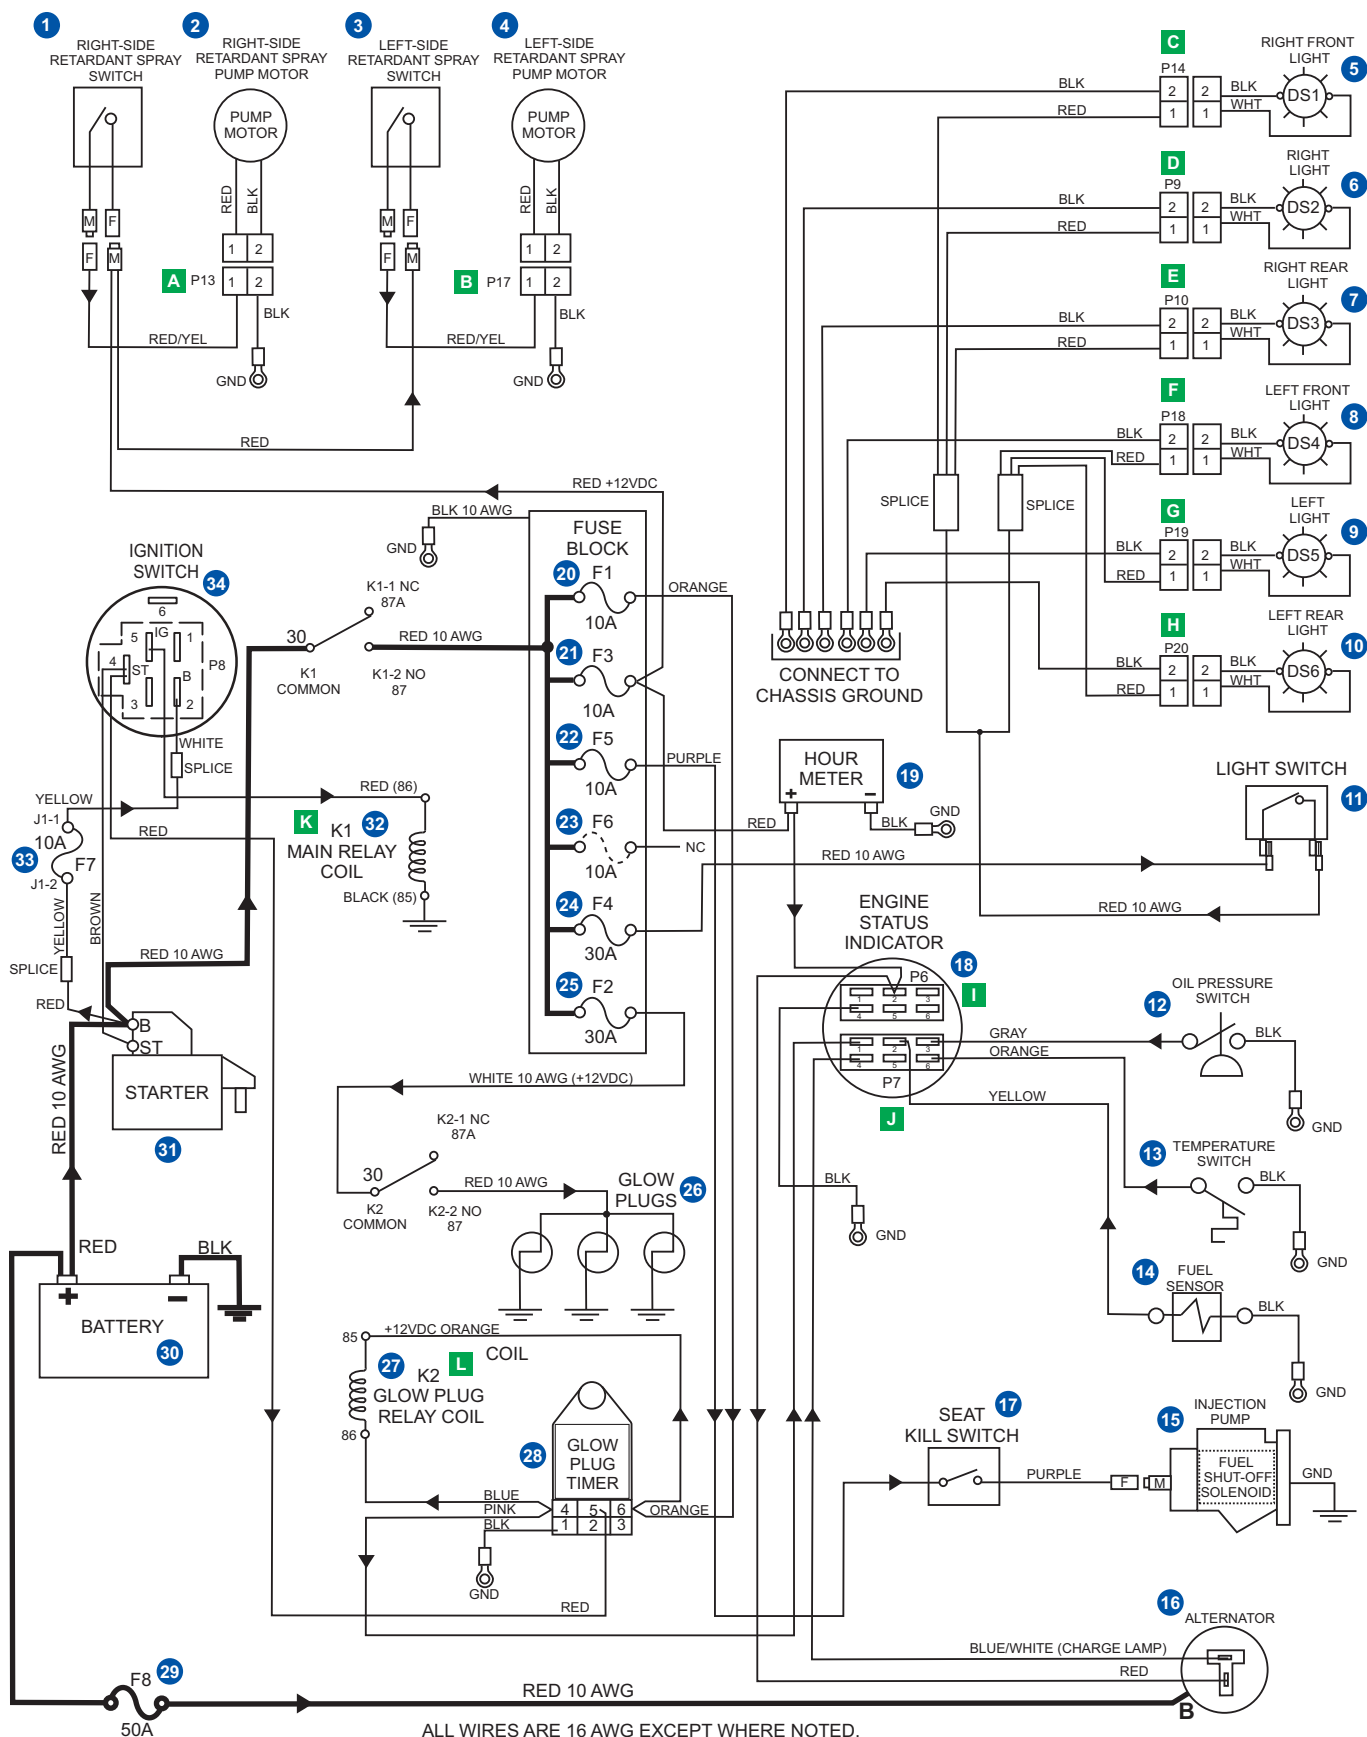 1
RIGHT-SIDE
RETARDANT SPRAY
SWITCH
2
RIGHT-SIDE
RETARDANT SPRAY
PUMP MOTOR
3
LEFT-SIDE
RETARDANT SPRAY
SWITCH
4
LEFT-SIDE
RETARDANT SPRAY
PUMP MOTOR
PUMP
MOTOR
PUMP
MOTOR
RED
BLK
RED
BLK
M F
F M
1 2
A P13 1 2
M F
F M
1 2
B P17 1 2
BLK
BLK
RED/YEL
RED/YEL
GND
GND
RED
RED +12VDC
C
P14
2 2
1 1
BLK
RED
BLK
WHT
DS1
RIGHT FRONT
LIGHT
5
D
P9
2 2
1 1
BLK
RED
BLK
WHT
DS2
RIGHT
LIGHT
6
E
P10
2 2
1 1
BLK
RED
BLK
WHT
DS3
RIGHT REAR
LIGHT
7
F
P18
2 2
1 1
BLK
RED
BLK
WHT
DS4
LEFT FRONT
LIGHT
8
G
P19
2 2
1 1
BLK
RED
BLK
WHT
DS5
LEFT
LIGHT
9
H
P20
2 2
1 1
BLK
RED
BLK
WHT
DS6
LEFT REAR
LIGHT
10
SPLICE
SPLICE
CONNECT TO
CHASSIS GROUND
BLK 10 AWG
GND
FUSE
BLOCK
20 F1
10A
ORANGE
21 F3
10A
22 F5
10A
PURPLE
23 F6
10A
NC
24 F4
30A
25 F2
30A
IGNITION
SWITCH
34
6
5 IG 1
4 ST B P8
3 2
WHITE
SPLICE
K1-1 NC
87A
30
K1
COMMON
K1-2 NO
87
RED 10 AWG
YELLOW
J1-1
10A
33 F7
J1-2
YELLOW
SPLICE
RED
RED
BROWN
RED (86)
K K1 32
MAIN RELAY
COIL
BLACK (85)
RED 10 AWG
B
ST
STARTER
31
RED 10 AWG
HOUR
METER
+ −
19
RED
BLK
GND
LIGHT SWITCH
11
RED 10 AWG
RED 10 AWG
ENGINE
STATUS
INDICATOR
18
I
P6
1 2 3
4 5 6
1 2 3
4 5 6
P7
J
GRAY
ORANGE
YELLOW
12
OIL PRESSURE
SWITCH
BLK
GND
13
TEMPERATURE
SWITCH
BLK
GND
14
FUEL
SENSOR
BLK
GND
BLK
GND
WHITE 10 AWG (+12VDC)
K2-1 NC
87A
30
K2
COMMON
K2-2 NO
87
RED 10 AWG
GLOW
PLUGS
26
RED
BLK
+ −
BATTERY
30
85
+12VDC ORANGE
COIL
27 K2 L
GLOW PLUG
RELAY COIL
86
28
GLOW
PLUG
TIMER
4 5 6
1 2 3
BLUE
PINK
BLK
GND
ORANGE
RED
SEAT
KILL SWITCH
17
PURPLE
F M
15
INJECTION
PUMP
FUEL
SHUT-OFF
SOLENOID
GND
16
ALTERNATOR
BLUE/WHITE (CHARGE LAMP)
RED
B
F8 29
50A
RED 10 AWG
ALL WIRES ARE 16 AWG EXCEPT WHERE NOTED.